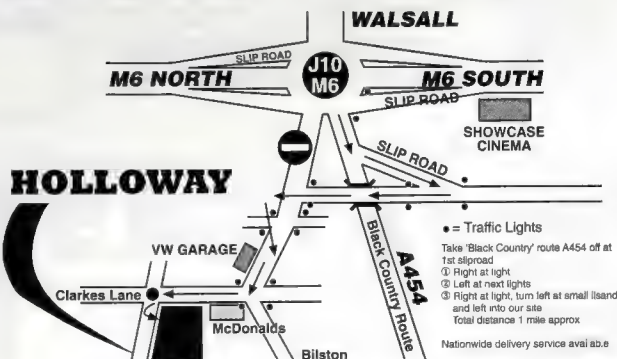 WALSALL
SLIP ROAD
M6 NORTH
J10
M6
M6 SOUTH
SLIP ROAD
SHOWCASE
CINEMA
SLIP ROAD
HOLLOWAY
• = Traffic Lights
Take 'Black Country' route A454 off at
1st sliproad
① Right at light
② Left at next lights
③ Right at light, turn left at small lisand
and left into our site
Total distance 1 mile approx
Nationwide delivery service avai ab.e
VW GARAGE
A454
Black Country Route
Clarkes Lane
McDonalds
Bilston